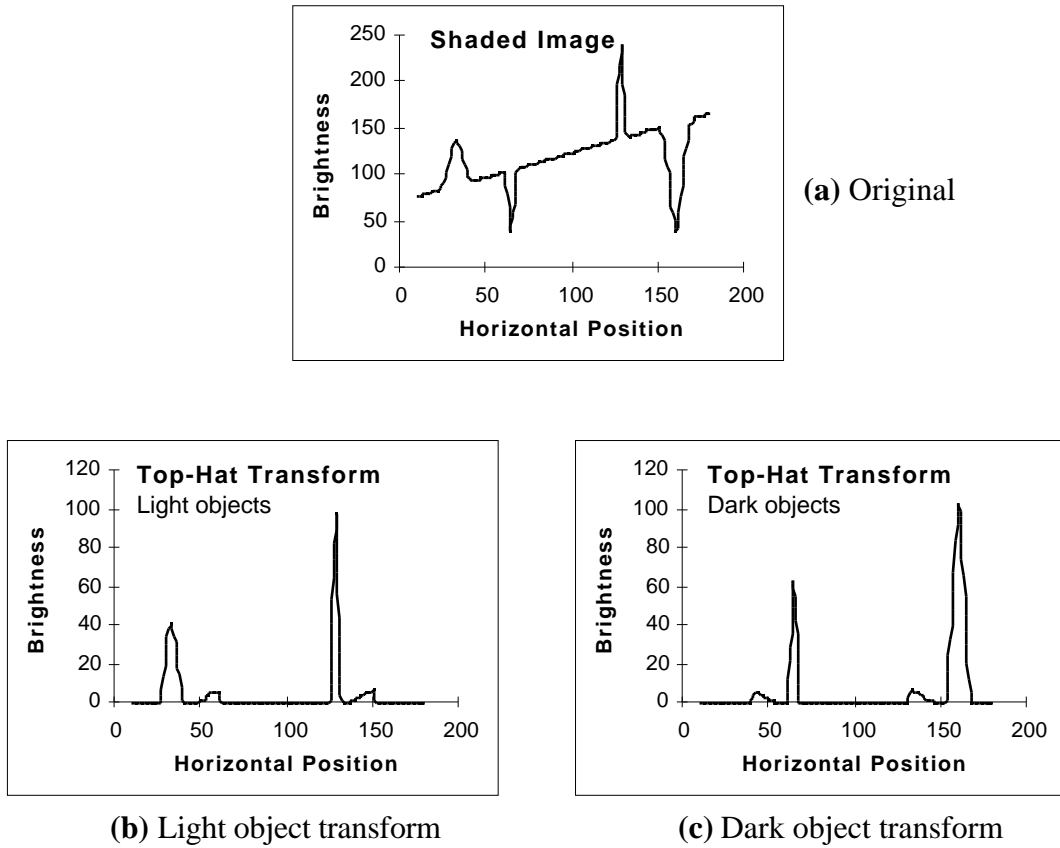 Shaded Image
250
200
150
100
50
0
Brightness
0 50 100 150 200
Horizontal Position
(a) Original
Top-Hat Transform
Light objects
120
100
80
60
40
20
0
Brightness
0 50 100 150 200
Horizontal Position
(b) Light object transform
Top-Hat Transform
Dark objects
120
100
80
60
40
20
0
Brightness
0 50 100 150 200
Horizontal Position
(c) Dark object transform